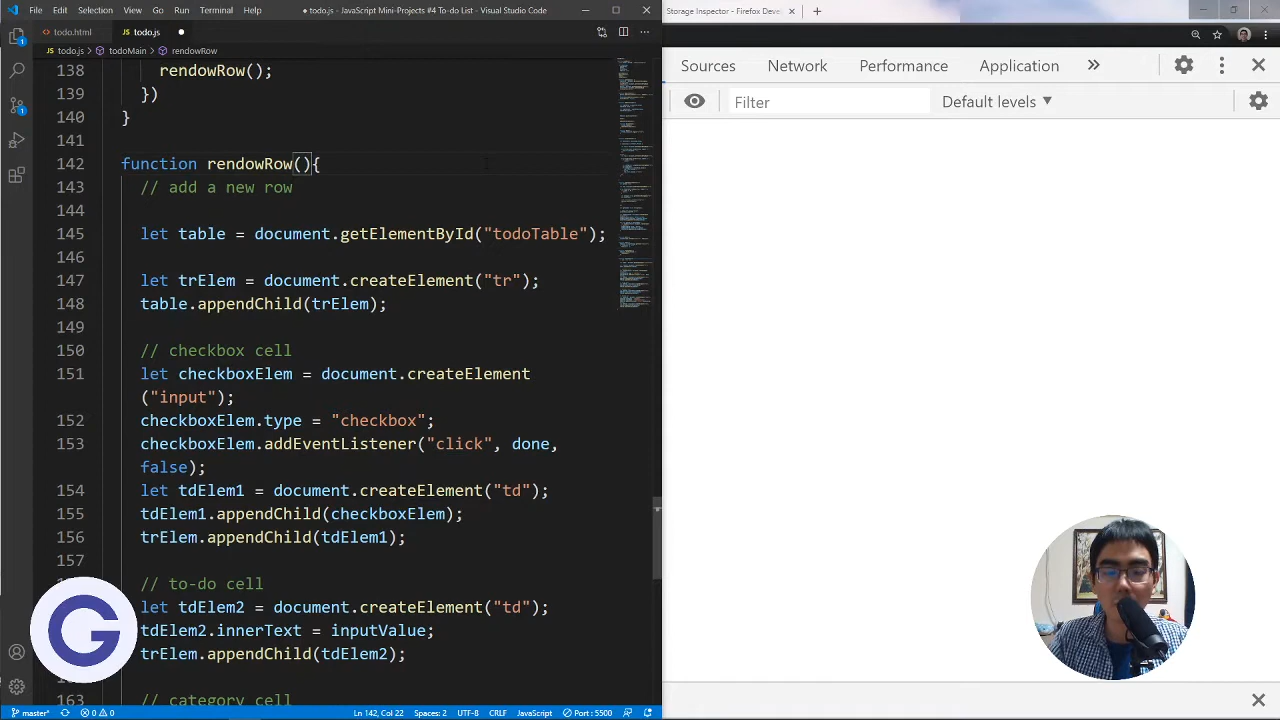 File Edit Selection View Go Run Terminal ● todo.js - JavaScript Mini-Projects #4 To-do List - Visual Studio Code
Storage Inspector - Firefox Dev
todo.html
JS todo.js
JS todo.js > todoMain > rendowRow
Sources Network Performance Application
Filter
Default levels
138
139 })
140
141
142 function rendowRow(){
143 // add a new row
144
145 let table = document.getElementById("todoTable");
146
147 let trElem = document.createElement("tr");
148 table.appendChild(trElem);
149
150 // checkbox cell
151 let checkboxElem = document.createElement
("input");
152 checkboxElem.type = "checkbox";
153 checkboxElem.addEventListener("click", done,
false);
154 let tdElem1 = document.createElement("td");
155 tdElem1.appendChild(checkboxElem);
156 trElem.appendChild(tdElem1);
157
// to-do cell
let tdElem2 = document.createElement("td");
tdElem2.innerText = inputValue;
trElem.appendChild(tdElem2);
163 // category cell
G
master* 0 0 Ln 142, Col 22 Spaces: 2 UTF-8 CRLF JavaScript Port : 5500